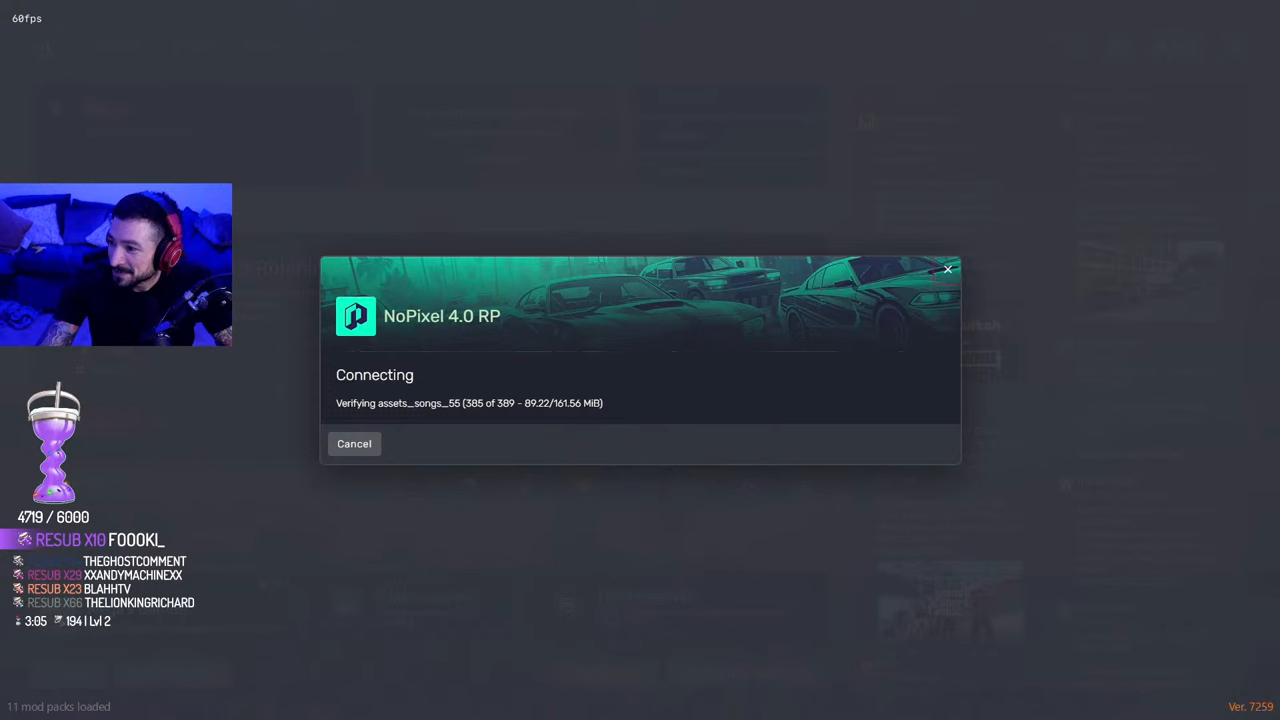 60fps
NoPixel 4.0 RP
Connecting
Verifying assets_songs_55 (385 of 389 - 89.22/161.56 MiB)
Cancel
4719 / 6000
RESUB X10 FOOOKI_
THEGHOSTCOMMENT
RESUB X29 XXANDYMACHINEXX
RESUB X23 BLAHHTV
RESUB X66 THELIONKINGRICHARD
3:05 194 | Lvl 2
11 mod packs loaded
Ver. 7259